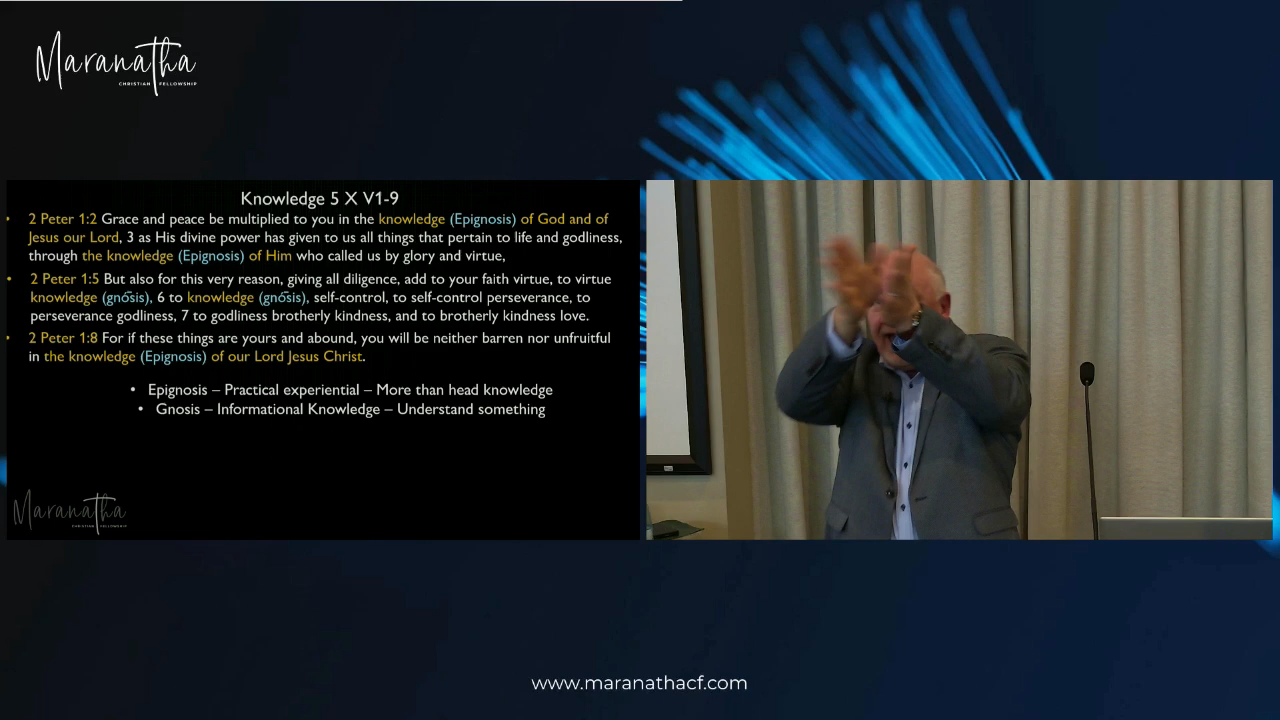 Maranatha
CHRISTIAN FELLOWSHIP
Knowledge 5 X V1-9
• 2 Peter 1:2 Grace and peace be multiplied to you in the knowledge (Epignosis) of God and of
Jesus our Lord, 3 as His divine power has given to us all things that pertain to life and godliness,
through the knowledge (Epignosis) of Him who called us by glory and virtue,
• 2 Peter 1:5 But also for this very reason, giving all diligence, add to your faith virtue, to virtue
knowledge (gnō̂sis), 6 to knowledge (gnō̂sis), self-control, to self-control perseverance, to
perseverance godliness, 7 to godliness brotherly kindness, and to brotherly kindness love.
• 2 Peter 1:8 For if these things are yours and abound, you will be neither barren nor unfruitful
in the knowledge (Epignosis) of our Lord Jesus Christ.
• Epignosis – Practical experiential – More than head knowledge
• Gnosis – Informational Knowledge – Understand something
Maranatha
CHRISTIAN FELLOWSHIP
www.maranathacf.com